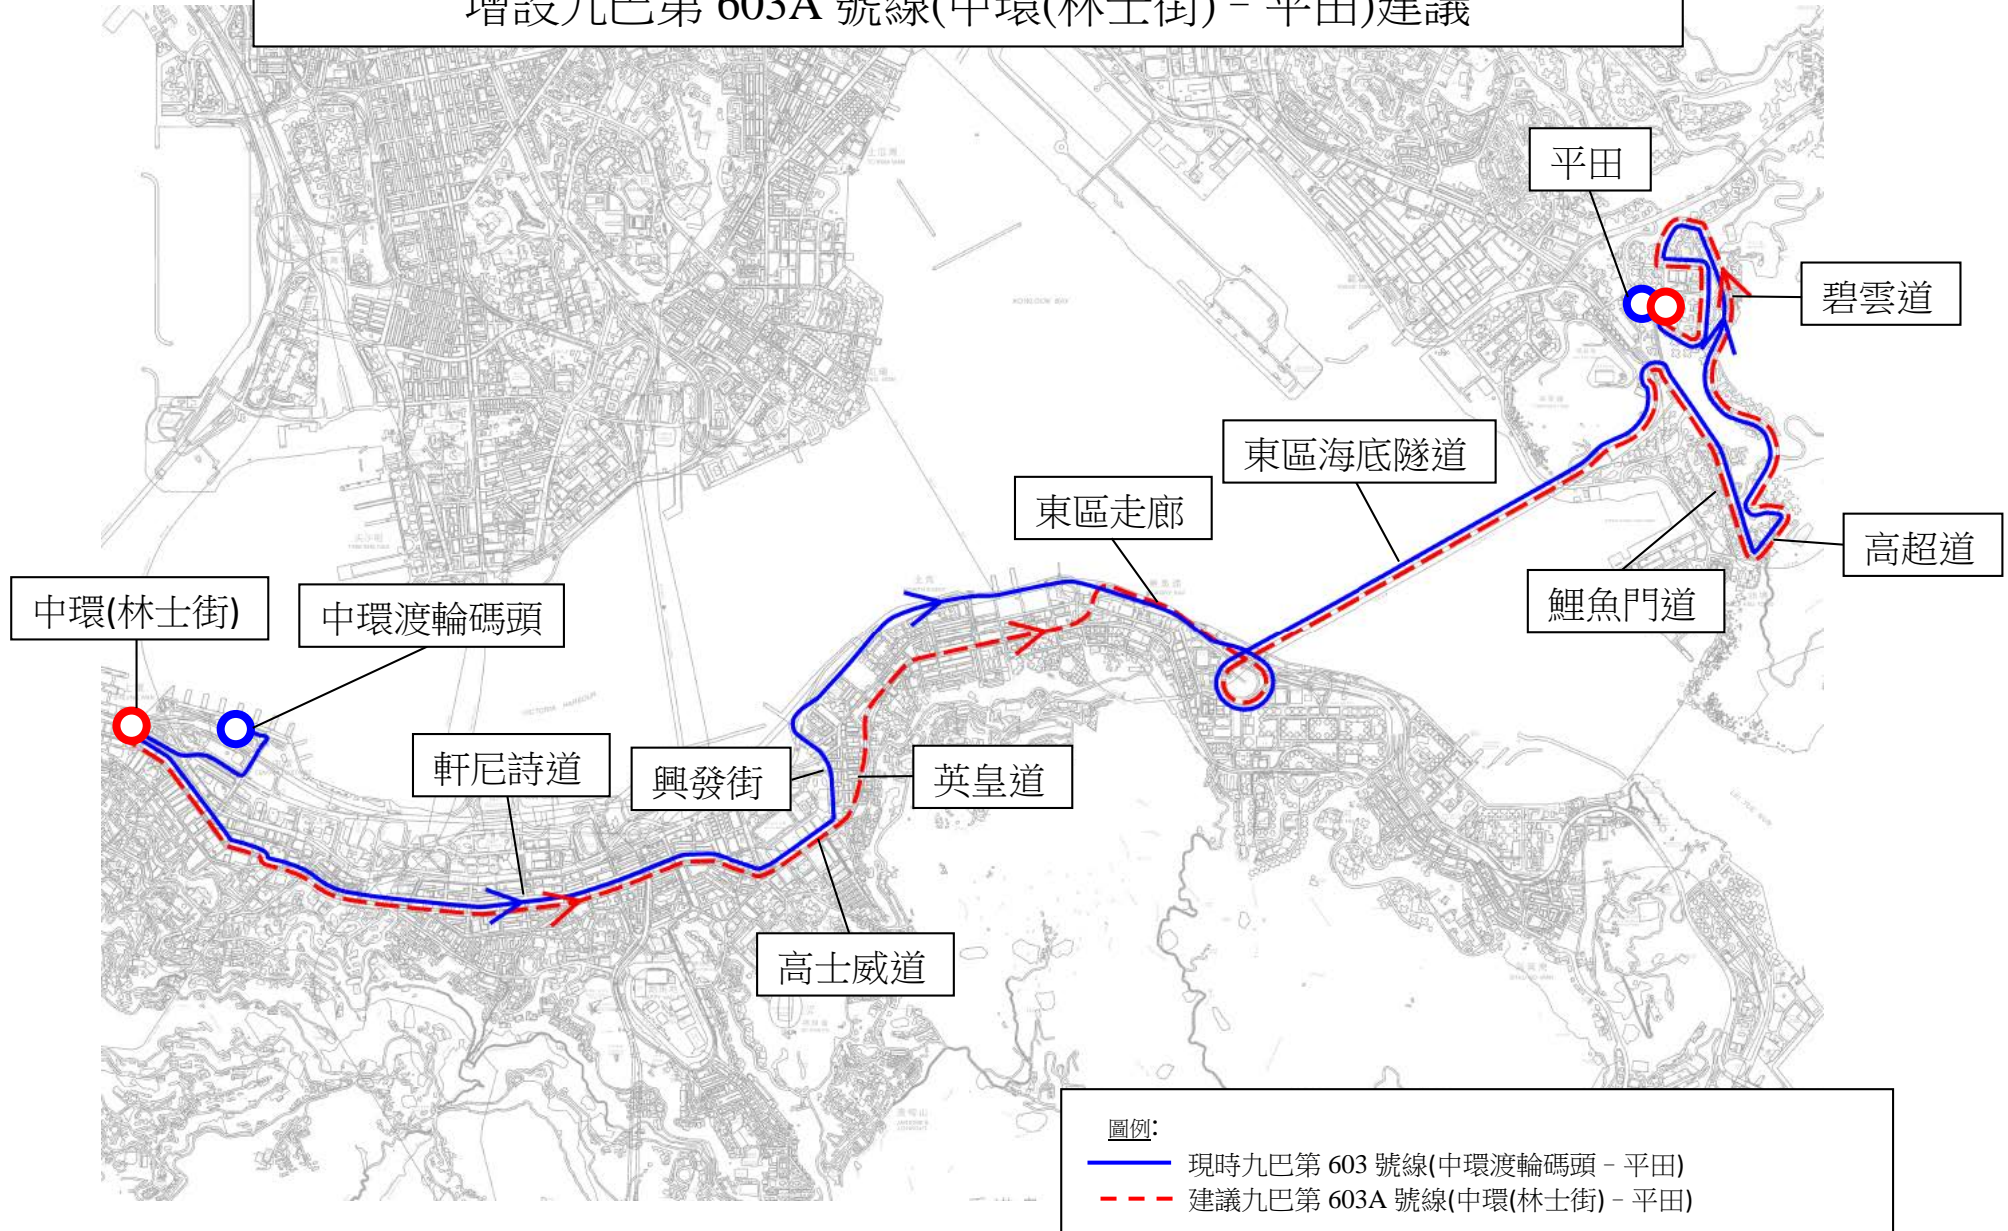 增設九巴第 603A 號線(中環(林士街) - 平田)建議
平田
碧雲道
東區海底隧道
東區走廊
高超道
鯉魚門道
中環(林士街)
中環渡輪碼頭
軒尼詩道
興發街
英皇道
高士威道
VICTORIA HARBOUR
KOWLOON BAY
圖例:
現時九巴第 603 號線(中環渡輪碼頭 - 平田)
建議九巴第 603A 號線(中環(林士街) - 平田)